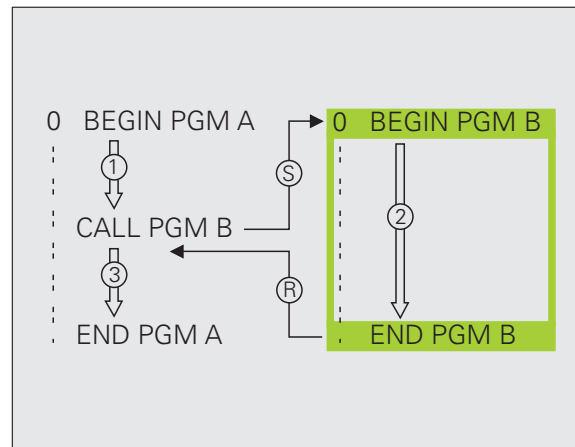 0 BEGIN PGM A
1
S
CALL PGM B
3
R
END PGM A
0 BEGIN PGM B
2
END PGM B